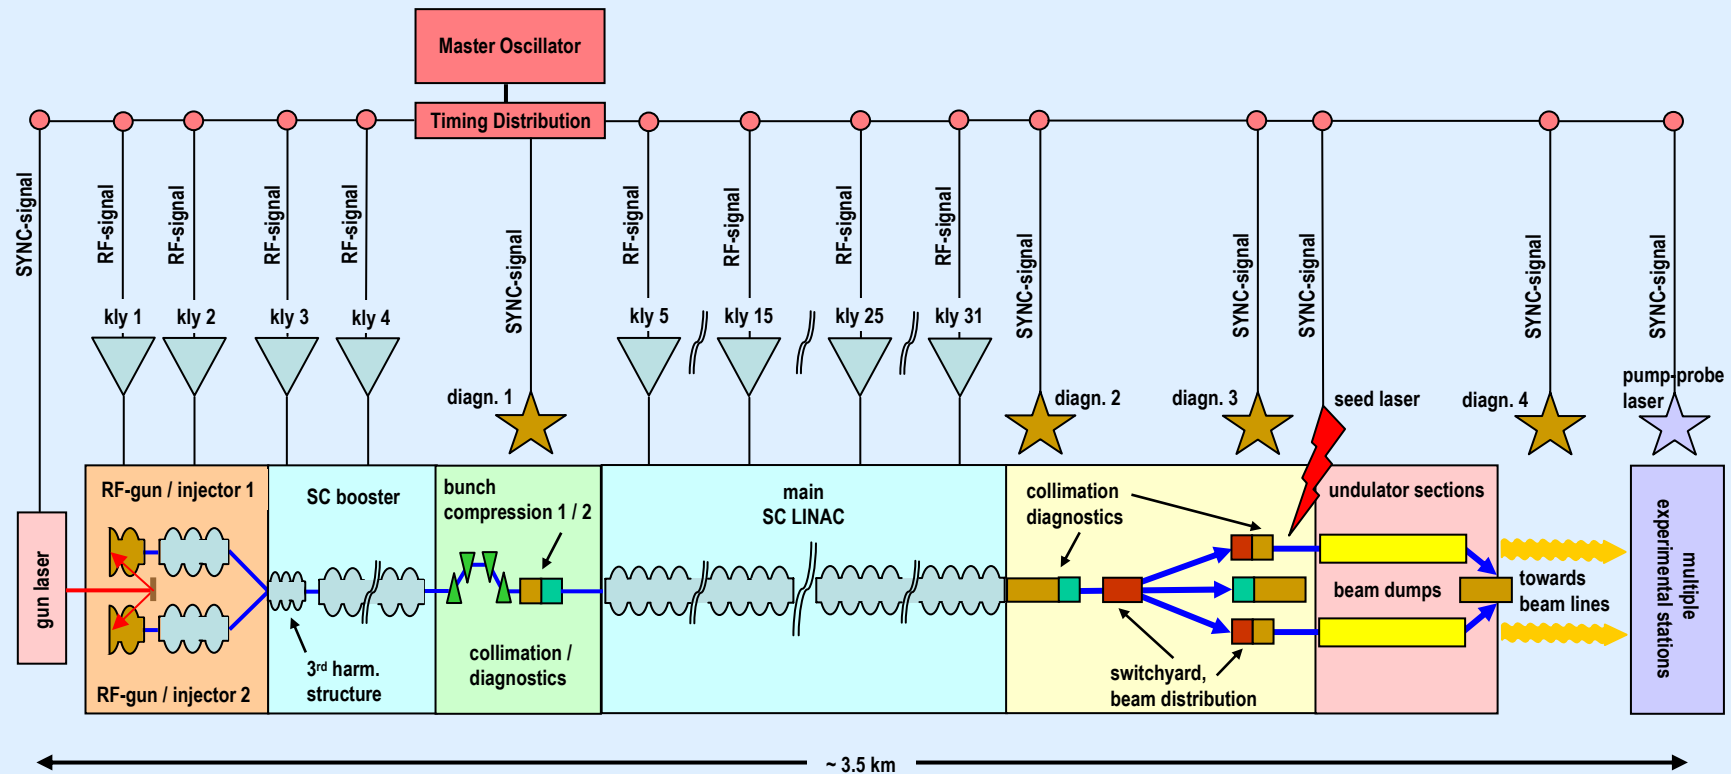 Master Oscillator
Timing Distribution
SYNC-signal
RF-signal
RF-signal
RF-signal
RF-signal
SYNC-signal
RF-signal
RF-signal
RF-signal
RF-signal
SYNC-signal
SYNC-signal
SYNC-signal
SYNC-signal
SYNC-signal
kly 1
kly 2
kly 3
kly 4
kly 5
kly 15
kly 25
kly 31
diagn. 1
diagn. 2
diagn. 3
seed laser
diagn. 4
pump-probe
laser
gun laser
RF-gun / injector 1
RF-gun / injector 2
SC booster
3rd harm.
structure
bunch
compression 1 / 2
collimation /
diagnostics
main
SC LINAC
collimation
diagnostics
switchyard,
beam distribution
undulator sections
beam dumps
towards
beam lines
multiple
experimental stations
~ 3.5 km